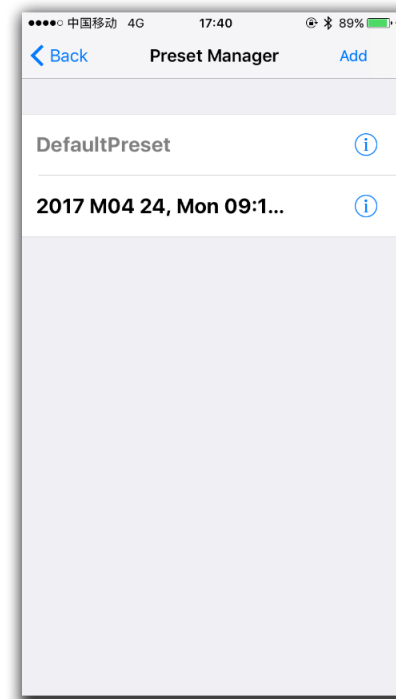 中国移动 4G 17:40 89%
Back Preset Manager Add
DefaultPreset
2017 M04 24, Mon 09:1...